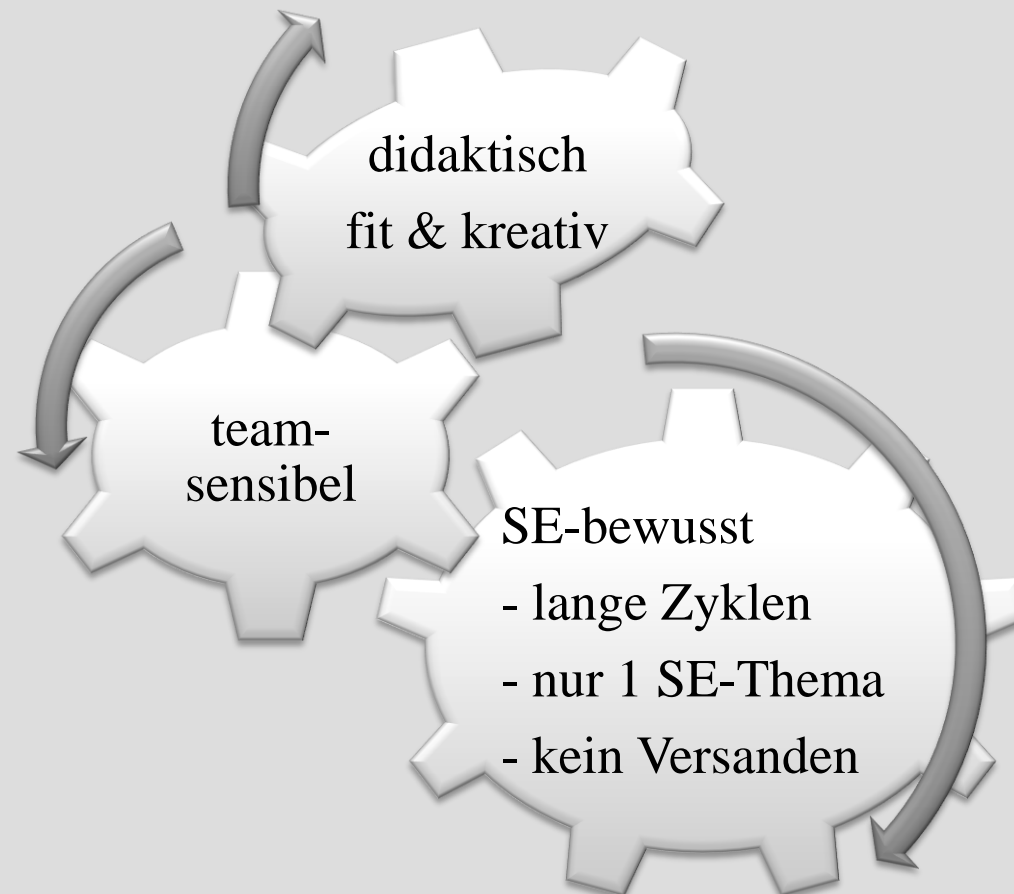 didaktisch
fit & kreativ
team-
sensibel
SE-bewusst
- lange Zyklen
- nur 1 SE-Thema
- kein Versanden